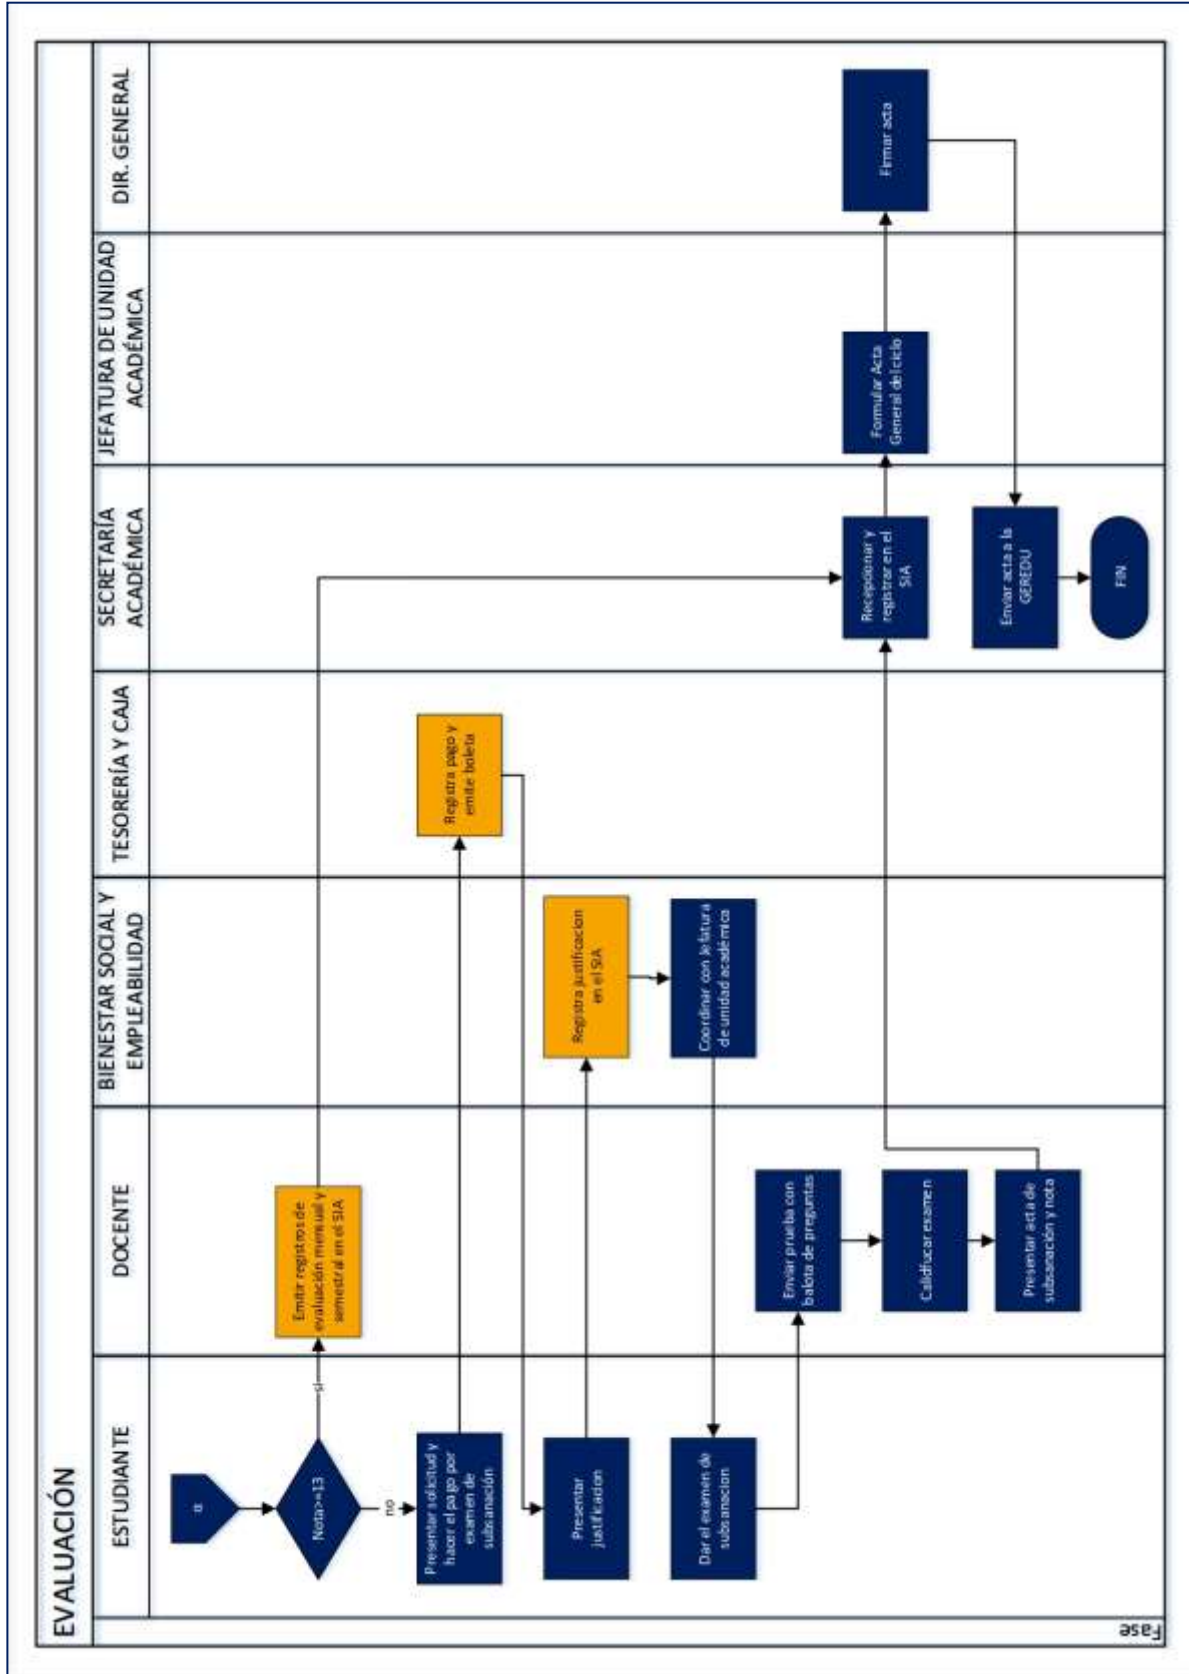 EVALUACIÓN
ESTUDIANTE
DOCENTE
BIENESTAR SOCIAL Y
EMPLEABILIDAD
TESORERÍA Y CAJA
SECRETARÍA
ACADÉMICA
JEFATURA DE UNIDAD
ACADÉMICA
DIR. GENERAL
Nota>=13
si
Emitir registros de
evaluación mensual y
semestral en el SIA
no
Presentar solicitud y
hacer el pago por
examen de
subsanación
Registra pago y
emite boleta
Presentar
justificacion
Registra justificacion
en el SIA
Coordinar con Jefatura
de unidad académica
Dar el examen de
subsanacion
Enviar prueba con
balota de preguntas
Calidfucar examen
Presentar acta de
subsanación y nota
Recepcionar y
registrar en el
SIA
Formular Acta
General del ciclo
Firmar acta
Enviar acta a la
GEREDU
FIN
Fase